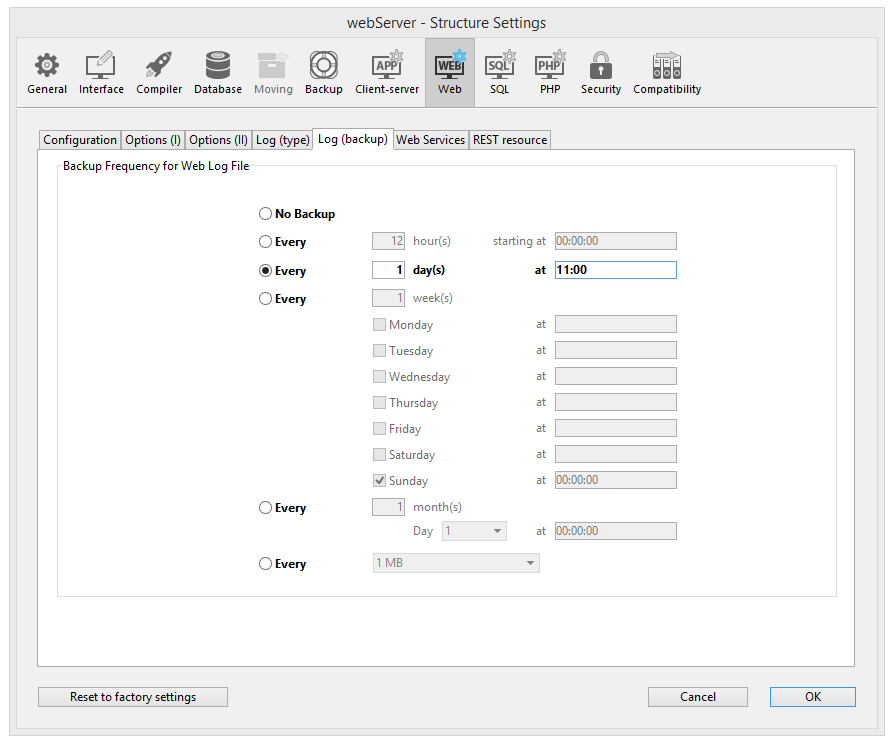 webServer - Structure Settings
APP WEB SQL PHP
General Interface Compiler Database Moving Backup Client-server Web SQL PHP Security Compatibility
Configuration Options (I) Options (II) Log (type) Log (backup) Web Services REST resource
Backup Frequency for Web Log File
No Backup
Every 12 hour(s) starting at 00:00:00
Every 1 day(s) at 11:00
Every 1 week(s)
Monday at
Tuesday at
Wednesday at
Thursday at
Friday at
Saturday at
Sunday at 00:00:00
Every 1 month(s)
Day 1 at 00:00:00
Every 1 MB
Reset to factory settings Cancel OK